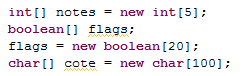 int[] notes = new int[5];
boolean[] flags;
flags = new boolean[20];
char[] cote = new char[100];